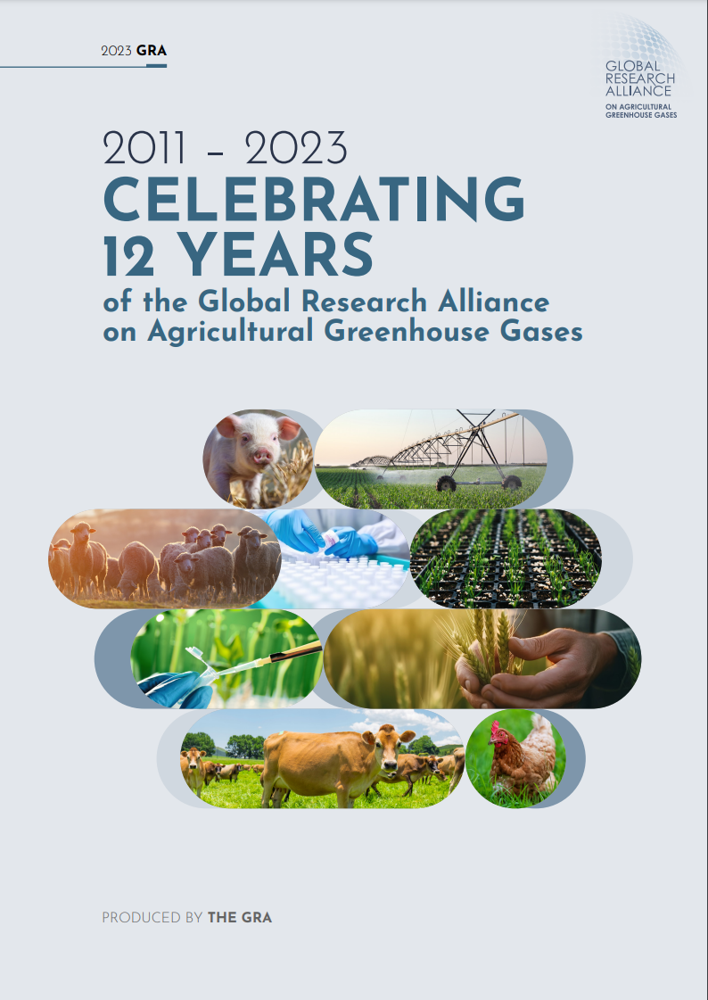 2023 GRA
GLOBAL
RESEARCH
ALLIANCE
ON AGRICULTURAL
GREENHOUSE GASES
2011 – 2023
CELEBRATING
12 YEARS
of the Global Research Alliance
on Agricultural Greenhouse Gases
PRODUCED BY THE GRA